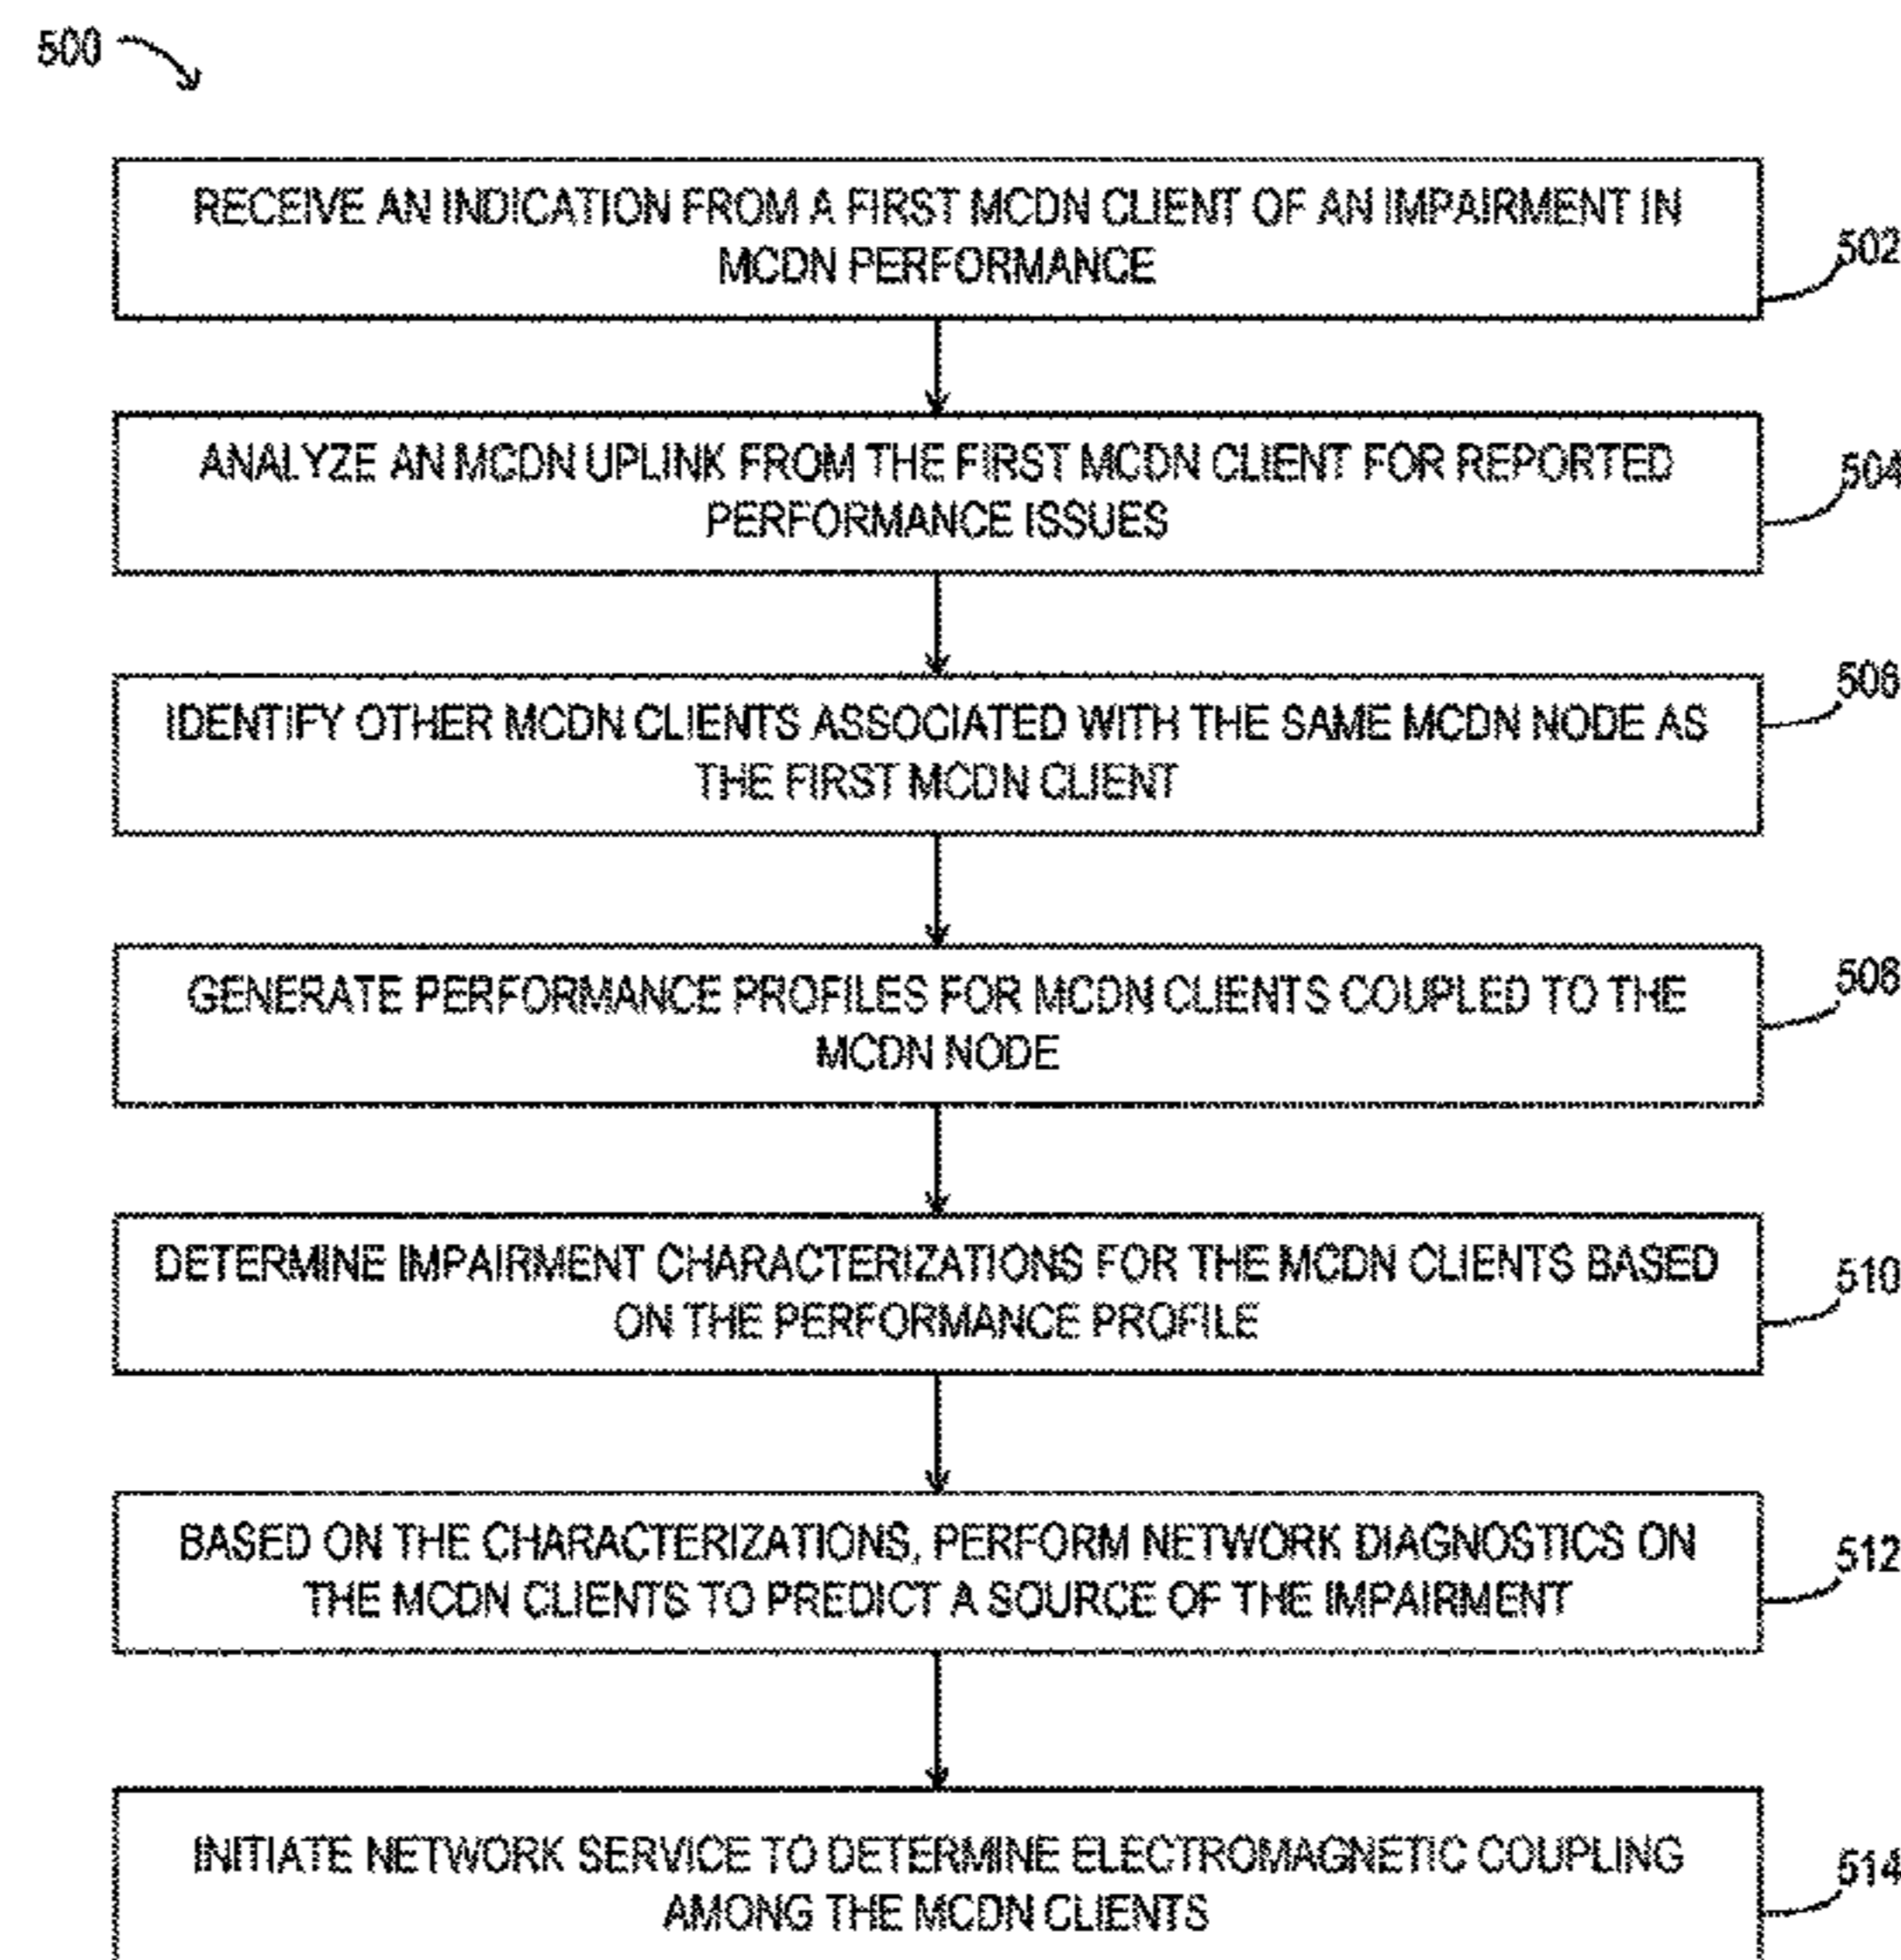 500
RECEIVE AN INDICATION FROM A FIRST MCDN CLIENT OF AN IMPAIRMENT IN
MCDN PERFORMANCE
502
ANALYZE AN MCDN UPLINK FROM THE FIRST MCDN CLIENT FOR REPORTED
PERFORMANCE ISSUES
504
IDENTIFY OTHER MCDN CLIENTS ASSOCIATED WITH THE SAME MCDN NODE AS
THE FIRST MCDN CLIENT
506
GENERATE PERFORMANCE PROFILES FOR MCDN CLIENTS COUPLED TO THE
MCDN NODE
508
DETERMINE IMPAIRMENT CHARACTERIZATIONS FOR THE MCDN CLIENTS BASED
ON THE PERFORMANCE PROFILE
510
BASED ON THE CHARACTERIZATIONS, PERFORM NETWORK DIAGNOSTICS ON
THE MCDN CLIENTS TO PREDICT A SOURCE OF THE IMPAIRMENT
512
INITIATE NETWORK SERVICE TO DETERMINE ELECTROMAGNETIC COUPLING
AMONG THE MCDN CLIENTS
514